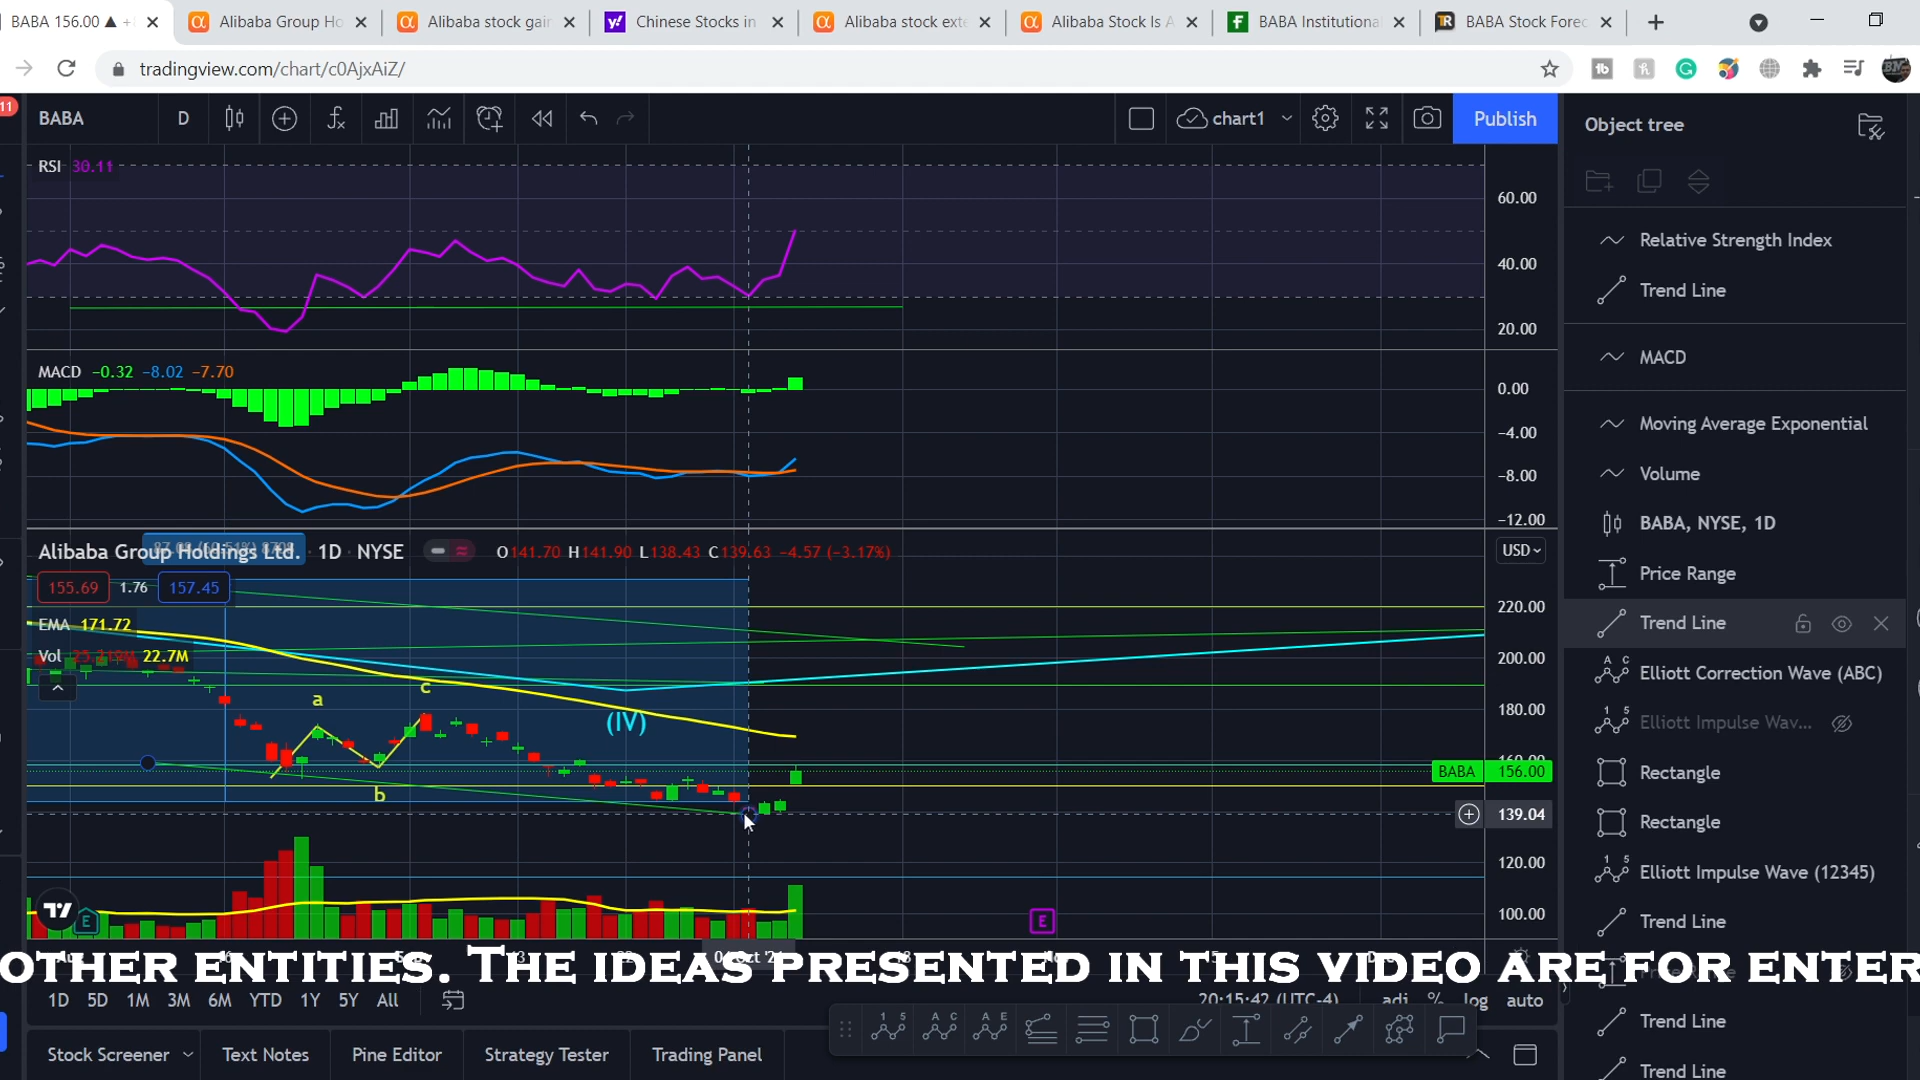 BABA 156.00 ▲ +
Alibaba Group Ho
Alibaba stock gain
Chinese Stocks in
Alibaba stock exte
Alibaba Stock Is A
BABA Institutiona
BABA Stock Forec
tradingview.com/chart/c0AjxAiZ/
11
BABA
D
chart1
Publish
Object tree
RSI 30.11
60.00
40.00
20.00
MACD −0.32 −8.02 −7.70
0.00
−4.00
−8.00
−12.00
Alibaba Group Holdings Ltd. · 1D · NYSE
O141.70 H141.90 L138.43 C139.63 −4.57 (−3.17%)
USD
155.69 1.76 157.45
EMA 171.72
Vol 22.7M
220.00
200.00
180.00
160.00
BABA 156.00
139.04
120.00
100.00
a
c
b
(IV)
E
E
Relative Strength Index
Trend Line
MACD
Moving Average Exponential
Volume
BABA, NYSE, 1D
Price Range
Trend Line
Elliott Correction Wave (ABC)
Elliott Impulse Wav...
Rectangle
Rectangle
Elliott Impulse Wave (12345)
Trend Line
Trend Line
Trend Line
OTHER ENTITIES. THE IDEAS PRESENTED IN THIS VIDEO ARE FOR ENTER
1D 5D 1M 3M 6M YTD 1Y 5Y All
20:15:42 (UTC-4)
adj % log auto
Stock Screener
Text Notes
Pine Editor
Strategy Tester
Trading Panel